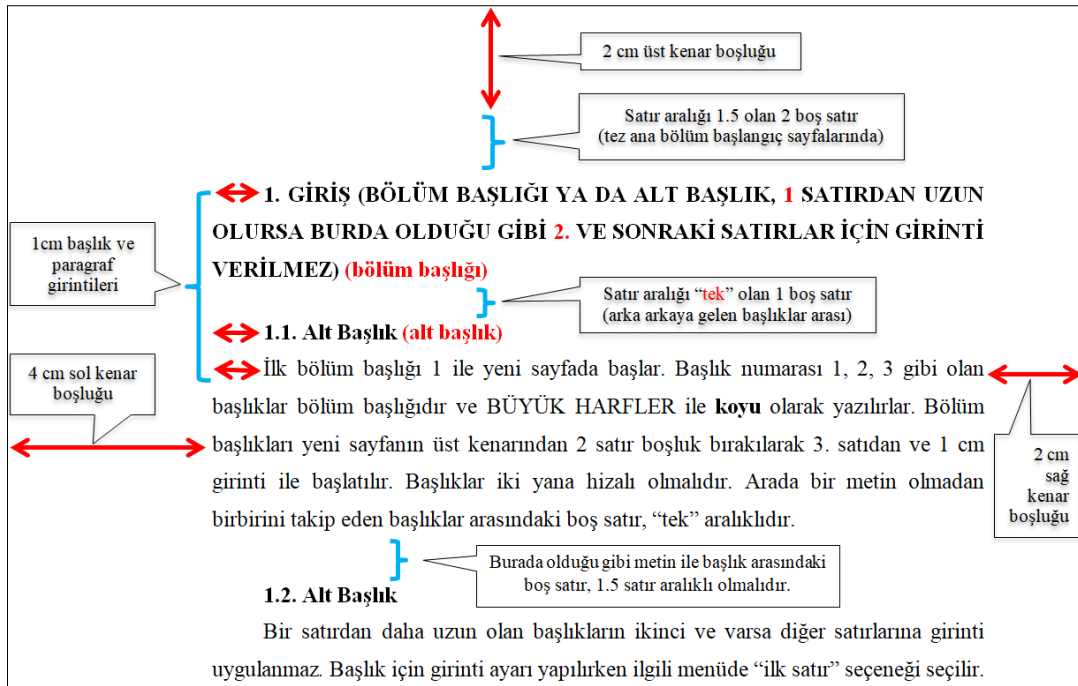 2 cm üst kenar boşluğu
Satır aralığı 1.5 olan 2 boş satır
(tez ana bölüm başlangıç sayfalarında)
1. GİRİŞ (BÖLÜM BAŞLIĞI YA DA ALT BAŞLIK, 1 SATIRDAN UZUN
OLURSA BURDA OLDUĞU GİBİ 2. VE SONRAKİ SATIRLAR İÇİN GİRİNTİ
VERİLMEZ) (bölüm başlığı)
1cm başlık ve
paragraf
girintileri
Satır aralığı “tek” olan 1 boş satır
(arka arkaya gelen başlıklar arası)
1.1. Alt Başlık (alt başlık)
4 cm sol kenar
boşluğu
İlk bölüm başlığı 1 ile yeni sayfada başlar. Başlık numarası 1, 2, 3 gibi olan
başlıklar bölüm başlığıdır ve BÜYÜK HARFLER ile koyu olarak yazılırlar. Bölüm
başlıkları yeni sayfanın üst kenarından 2 satır boşluk bırakılarak 3. satıdan ve 1 cm
girinti ile başlatılır. Başlıklar iki yana hizalı olmalıdır. Arada bir metin olmadan
birbirini takip eden başlıklar arasındaki boş satır, “tek” aralıklıdır.
2 cm
sağ
kenar
boşluğu
Burada olduğu gibi metin ile başlık arasındaki
boş satır, 1.5 satır aralıklı olmalıdır.
1.2. Alt Başlık
Bir satırdan daha uzun olan başlıkların ikinci ve varsa diğer satırlarına girinti
uygulanmaz. Başlık için girinti ayarı yapılırken ilgili menüde “ilk satır” seçeneği seçilir.